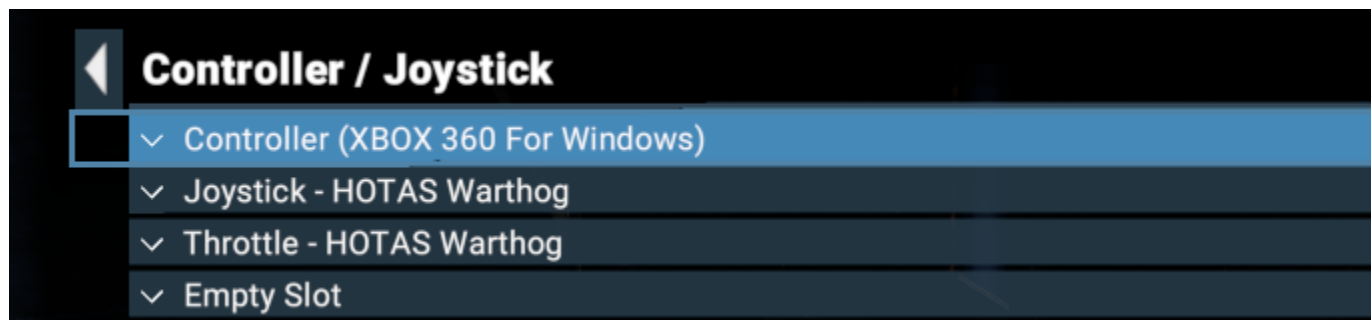 Controller / Joystick
Controller (XBOX 360 For Windows)
Joystick - HOTAS Warthog
Throttle - HOTAS Warthog
Empty Slot